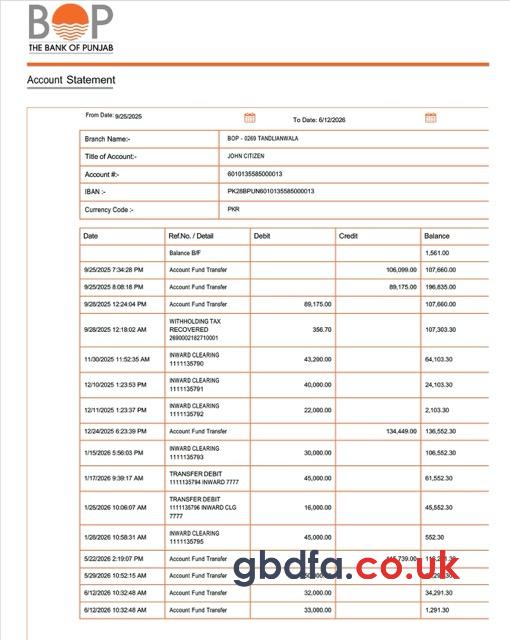 BOP
THE BANK OF PUNJAB
Account Statement
From Date: 9/25/2025 To Date: 6/12/2026
Branch Name:- BOP - 0269 TANDLIANWALA
Title of Account:- JOHN CITIZEN
Account #:- 6010135585000013
IBAN :- PK28BPUN6010135585000013
Currency Code :- PKR
Date Ref.No. / Detail Debit Credit Balance
Balance B/F 1,561.00
9/25/2025 7:34:28 PM Account Fund Transfer 106,099.00 107,660.00
9/25/2025 8:08:18 PM Account Fund Transfer 89,175.00 196,835.00
9/28/2025 12:24:04 PM Account Fund Transfer 89,175.00 107,660.00
WITHHOLDING TAX
9/28/2025 12:18:02 AM RECOVERED 356.70 107,303.30
2690002182710001
11/30/2025 11:52:35 AM INWARD CLEARING 43,200.00 64,103.30
1111135790
12/10/2025 1:23:53 PM INWARD CLEARING 40,000.00 24,103.30
1111135791
12/11/2025 1:23:37 PM INWARD CLEARING 22,000.00 2,103.30
1111135792
12/24/2025 6:23:39 PM Account Fund Transfer 134,449.00 136,552.30
1/15/2026 5:56:03 PM INWARD CLEARING 30,000.00 106,552.30
1111135793
1/17/2026 9:39:17 AM TRANSFER DEBIT 45,000.00 61,552.30
1111135794 INWARD 7777
1/25/2026 10:06:07 AM TRANSFER DEBIT 16,000.00 45,552.30
1111135796 INWARD CLG
7777
1/28/2026 10:58:31 AM INWARD CLEARING 45,000.00 552.30
1111135795
5/22/2026 2:19:07 PM Account Fund Transfer
5/29/2026 10:52:15 AM Account Fund Transfer
gbdfa.co.uk
6/12/2026 10:32:48 AM Account Fund Transfer 32,000.00 34,291.30
6/12/2026 10:32:48 AM Account Fund Transfer 33,000.00 1,291.30